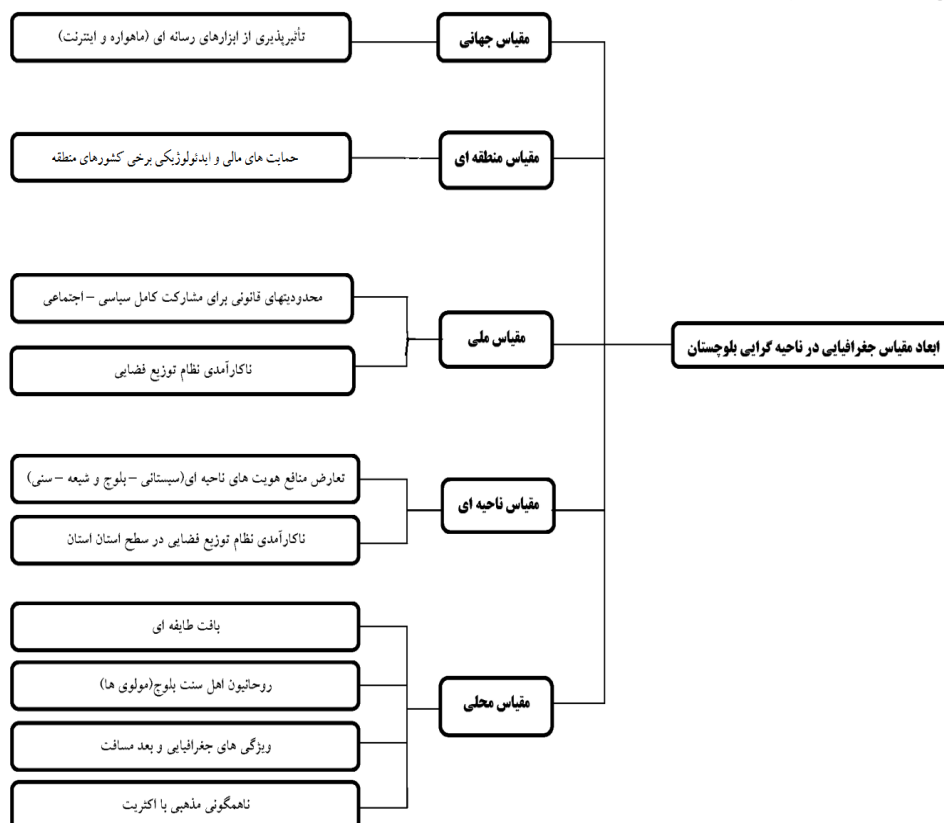 ابعاد مقیاس جغرافیایی در ناحیه گرایی بلوچستان
مقیاس جهانی
تأثیرپذیری از ابزارهای رسانه ای (ماهواره و اینترنت)
مقیاس منطقه ای
حمایت های مالی و ایدئولوژیکی برخی کشورهای منطقه
مقیاس ملی
محدودیتهای قانونی برای مشارکت کامل سیاسی – اجتماعی
ناکارآمدی نظام توزیع فضایی
مقیاس ناحیه ای
تعارض منافع هویت های ناحیه ای(سیستانی – بلوچ و شیعه – سنی)
ناکارآمدی نظام توزیع فضایی در سطح استان استان
مقیاس محلی
بافت طایفه ای
روحانیون اهل سنت بلوچ(مولوی ها)
ویژگی های جغرافیایی و بعد مسافت
ناهمگونی مذهبی با اکثریت